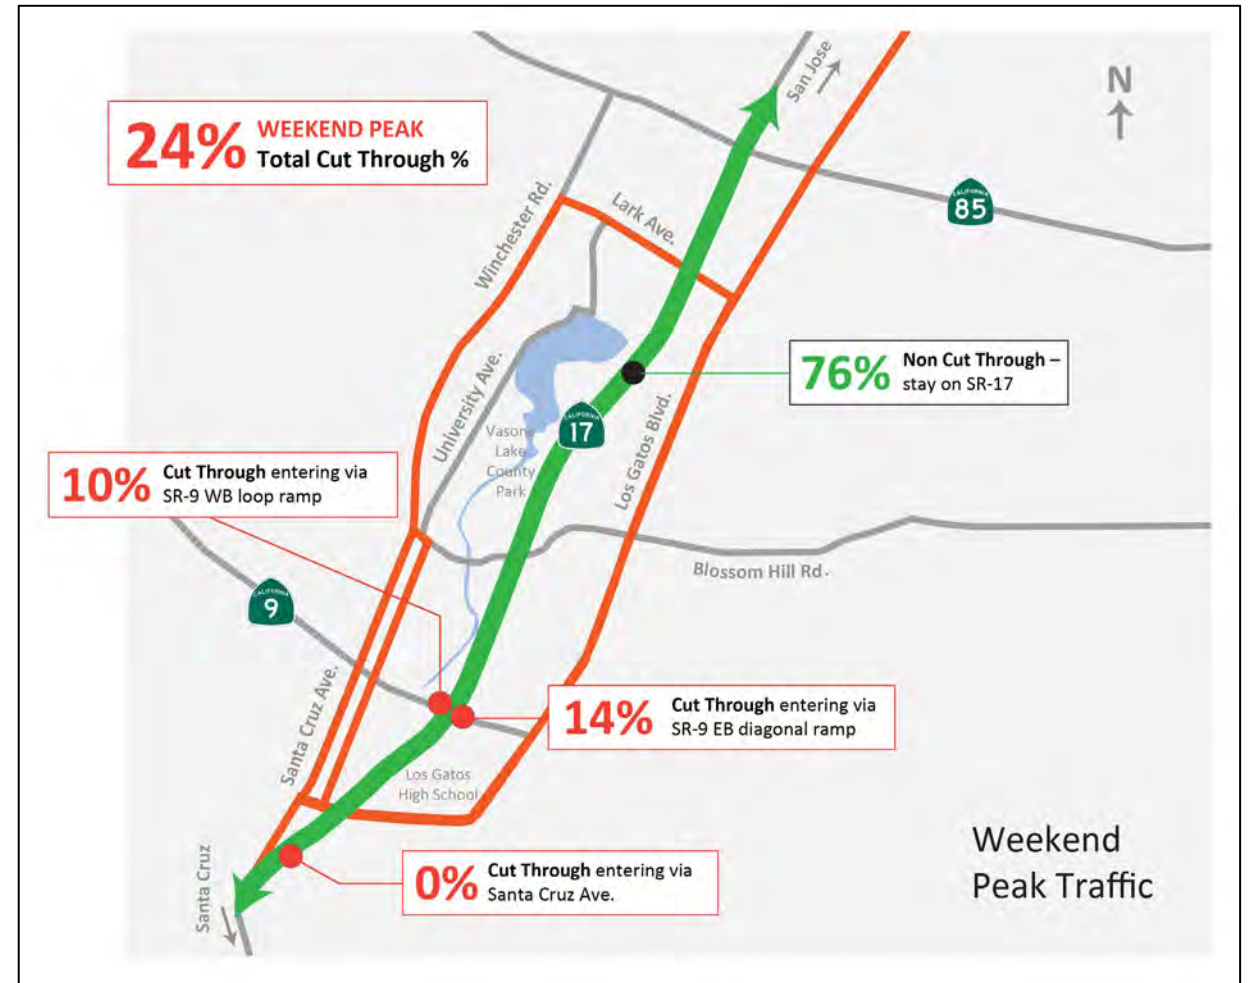 24%
WEEKEND PEAK
Total Cut Through %
San Jose
N
CALIFORNIA
85
Winchester Rd.
Lark Ave.
76%
Non Cut Through –
stay on SR-17
University Ave.
CALIFORNIA
17
Vasona
Lake
County
Park
Los Gatos Blvd.
10%
Cut Through entering via
SR-9 WB loop ramp
Blossom Hill Rd.
CALIFORNIA
9
Santa Cruz Ave.
14%
Cut Through entering via
SR-9 EB diagonal ramp
Los Gatos
High School
Santa Cruz
0%
Cut Through entering via
Santa Cruz Ave.
Weekend
Peak Traffic